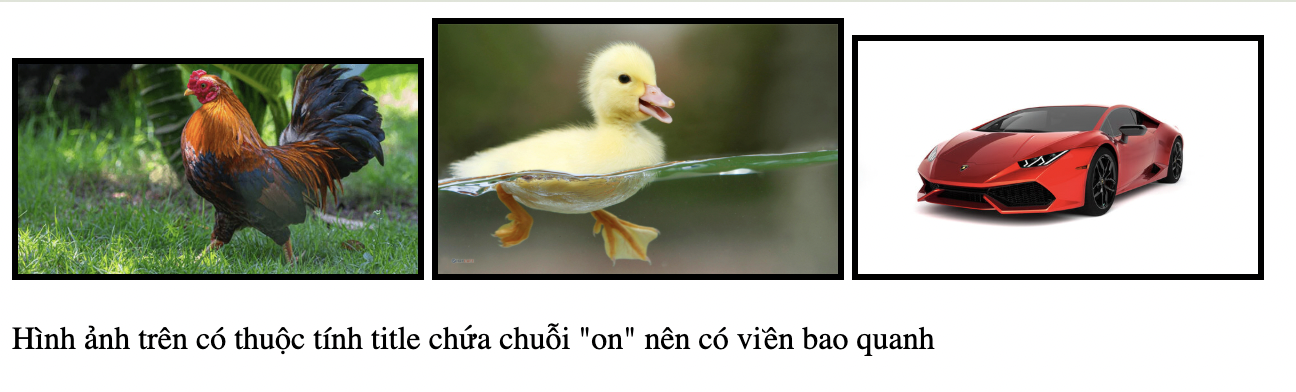 Hình ảnh trên có thuộc tính title chứa chuỗi "on" nên có viền bao quanh